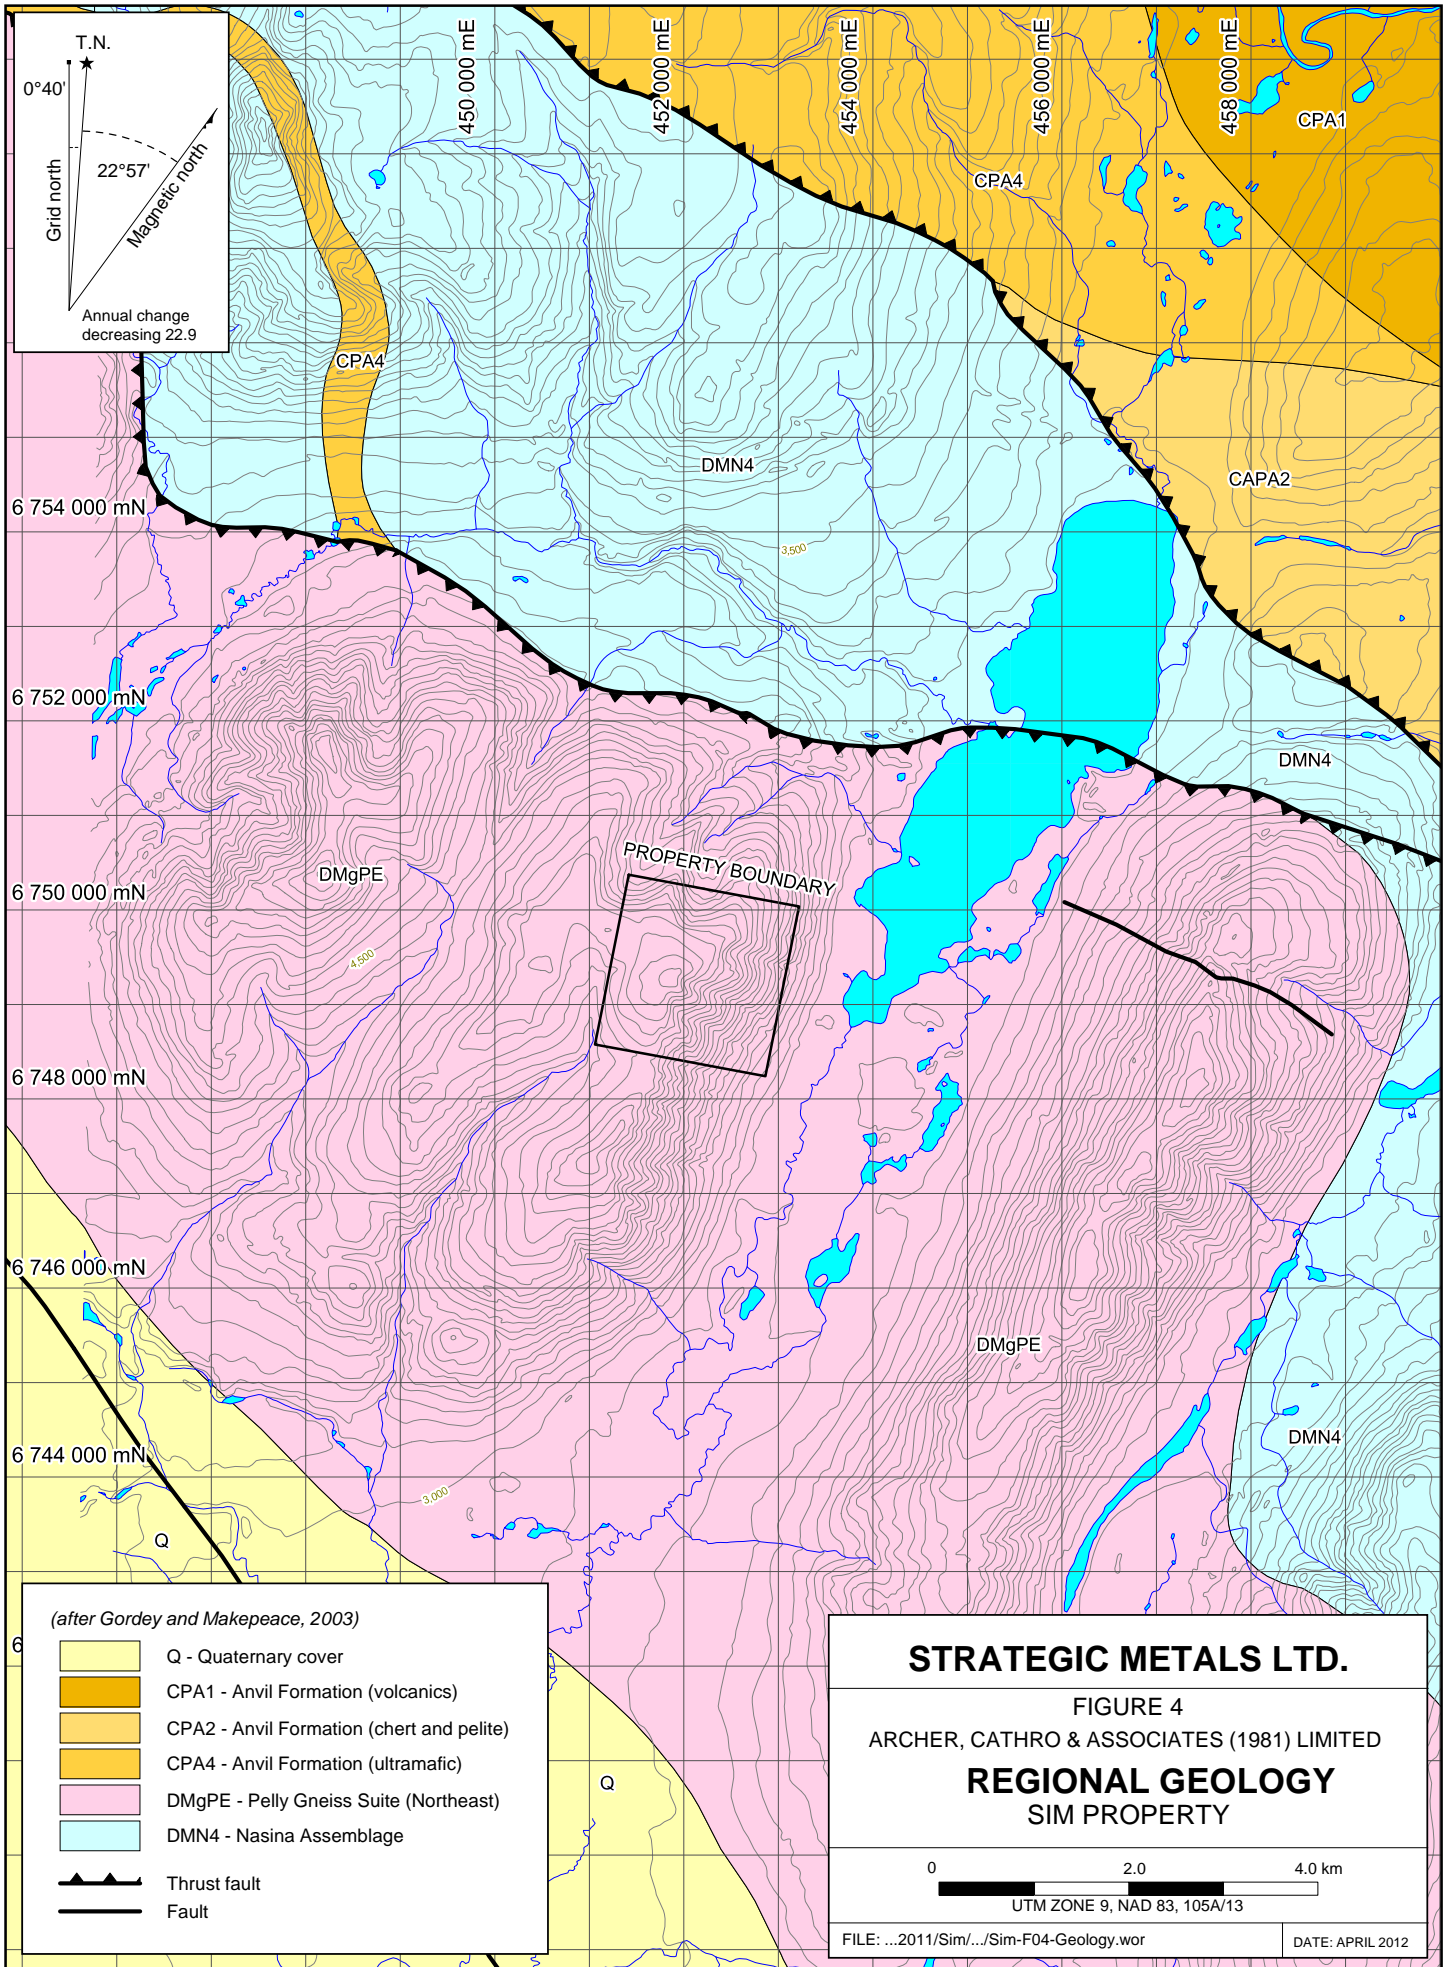 T.N.
0°40'
22°57'
Grid north
Magnetic north
Annual change
decreasing 22.9
450 000 mE
452 000 mE
454 000 mE
456 000 mE
458 000 mE
CPA1
CPA4
CPA4
DMN4
CAPA2
6 754 000 mN
3,500
6 752 000 mN
DMN4
PROPERTY BOUNDARY
DMgPE
6 750 000 mN
4,500
6 748 000 mN
6 746 000 mN
DMgPE
DMN4
6 744 000 mN
3,000
Q
6
Q
(after Gordey and Makepeace, 2003)
Q - Quaternary cover
CPA1 - Anvil Formation (volcanics)
CPA2 - Anvil Formation (chert and pelite)
CPA4 - Anvil Formation (ultramafic)
DMgPE - Pelly Gneiss Suite (Northeast)
DMN4 - Nasina Assemblage
Thrust fault
Fault
STRATEGIC METALS LTD.
FIGURE 4
ARCHER, CATHRO & ASSOCIATES (1981) LIMITED
REGIONAL GEOLOGY
SIM PROPERTY
0 2.0 4.0 km
UTM ZONE 9, NAD 83, 105A/13
FILE: ...2011/Sim/.../Sim-F04-Geology.wor
DATE: APRIL 2012